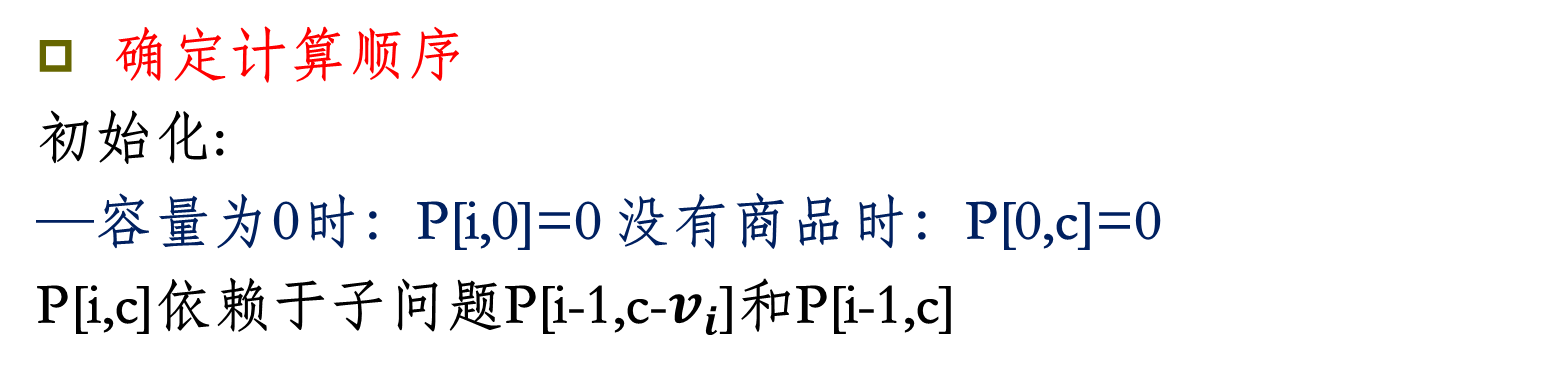 确定计算顺序
初始化:
—容量为0时：P[i,0]=0 没有商品时：P[0,c]=0
P[i,c]依赖于子问题P[i-1,c-𝒗ᵢ]和P[i-1,c]